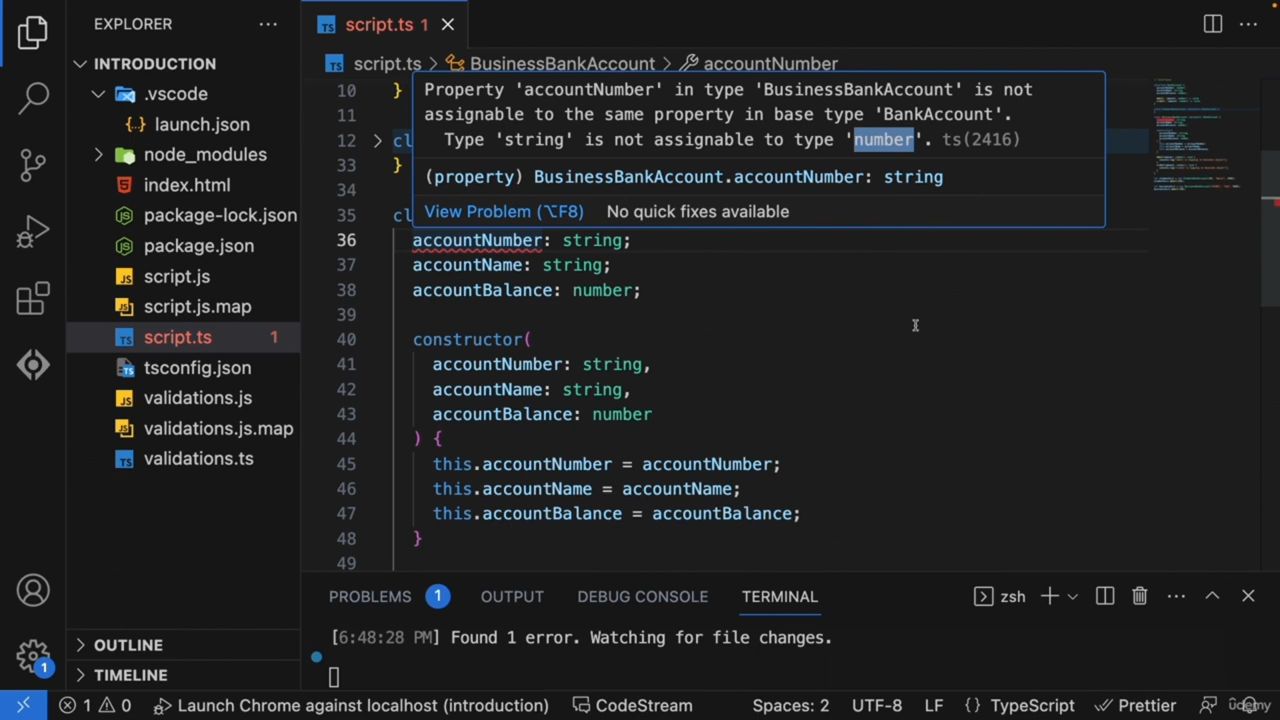 EXPLORER
INTRODUCTION
.vscode
launch.json
node_modules
index.html
package-lock.json
package.json
script.js
script.js.map
script.ts 1
tsconfig.json
validations.js
validations.js.map
validations.ts
OUTLINE
TIMELINE
script.ts 1
script.ts > BusinessBankAccount > accountNumber
10 }
11
12 cl
33 }
34
35 cl
Property 'accountNumber' in type 'BusinessBankAccount' is not
assignable to the same property in base type 'BankAccount'.
Type 'string' is not assignable to type 'number'. ts(2416)
(property) BusinessBankAccount.accountNumber: string
View Problem (⌥F8) No quick fixes available
36 accountNumber: string;
37 accountName: string;
38 accountBalance: number;
39
40 constructor(
41 accountNumber: string,
42 accountName: string,
43 accountBalance: number
44 ) {
45 this.accountNumber = accountNumber;
46 this.accountName = accountName;
47 this.accountBalance = accountBalance;
48 }
49
PROBLEMS 1 OUTPUT DEBUG CONSOLE TERMINAL zsh
[6:48:28 PM] Found 1 error. Watching for file changes.
1
1 0 Launch Chrome against localhost (introduction) CodeStream Spaces: 2 UTF-8 LF {} TypeScript Prettier
udemy